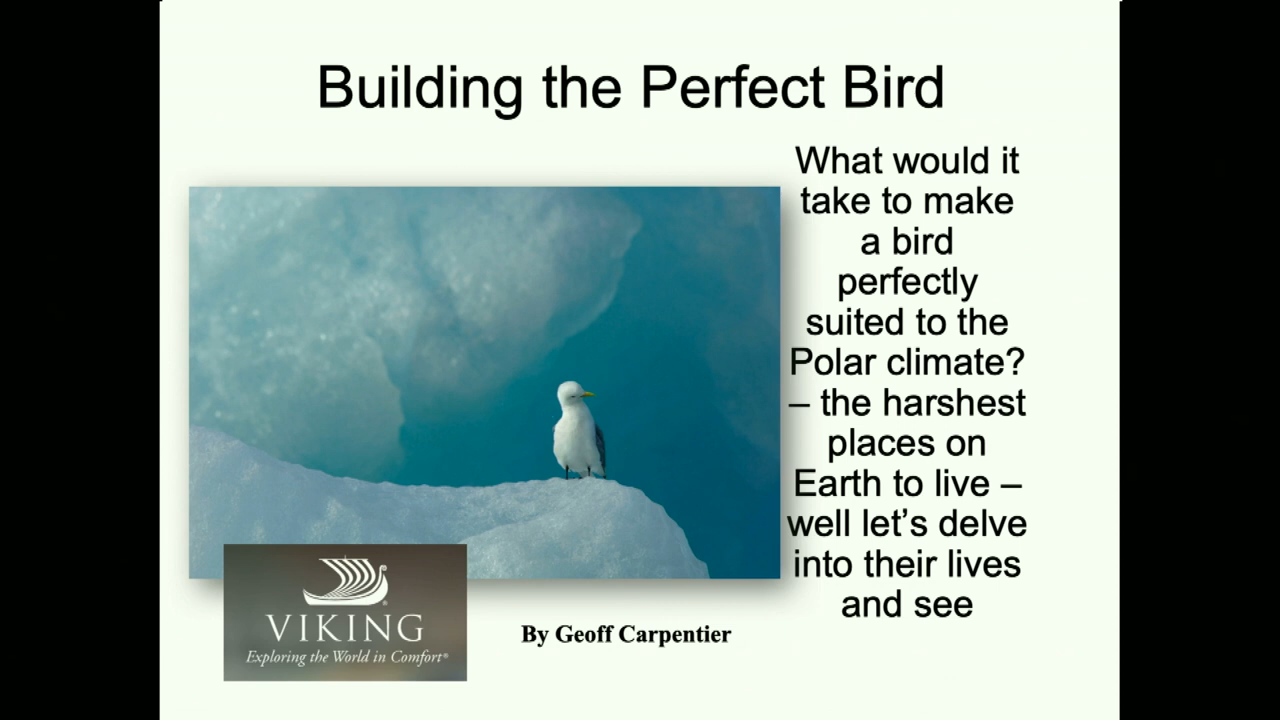 Building the Perfect Bird
What would it
take to make
a bird
perfectly
suited to the
Polar climate?
– the harshest
places on
Earth to live –
well let’s delve
into their lives
and see
VIKING
Exploring the World in Comfort®
By Geoff Carpentier